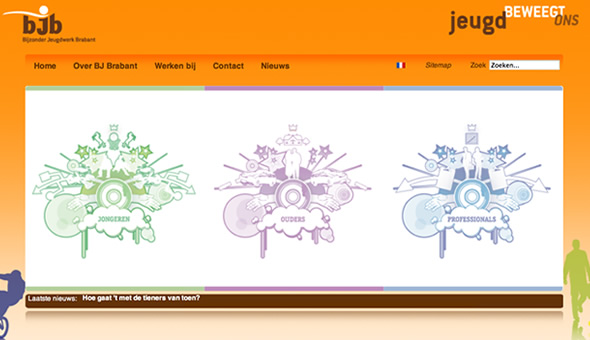 bJb
Bijzonder Jeugdwerk Brabant
jeugd BEWEEGT ONS
Home Over BJ Brabant Werken bij Contact Nieuws Sitemap Zoek Zoeken...
JONGEREN OUDERS PROFESSIONALS
Laatste nieuws: Hoe gaat 't met de tieners van toen?